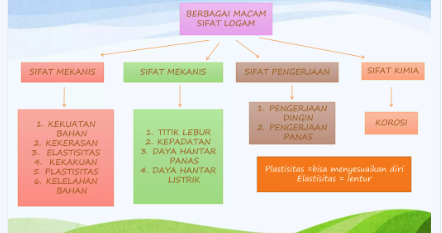 BERBAGAI MACAM
SIFAT LOGAM
SIFAT MEKANIS
SIFAT MEKANIS
SIFAT PENGERJAAN
SIFAT KIMIA
1. KEKUATAN
BAHAN
2. KEKERASAN
3. ELASTISITAS
4. KEKAKUAN
5. PLASTISITAS
6. KELELAHAN
BAHAN
1. TITIK LEBUR
2. KEPADATAN
3. DAYA HANTAR
PANAS
4. DAYA HANTAR
LISTRIK
1. PENGERJAAN
DINGIN
2. PENGERJAAN
PANAS
KOROSI
Plastisitas =bisa menyesuaikan diri
Elastisitas = lentur